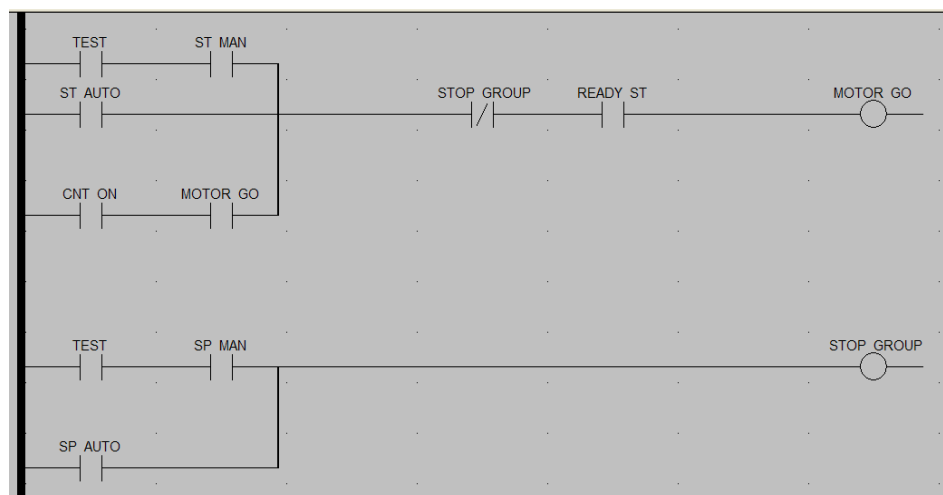 TEST ST MAN
ST AUTO STOP GROUP READY ST MOTOR GO
CNT ON MOTOR GO
TEST SP MAN STOP GROUP
SP AUTO